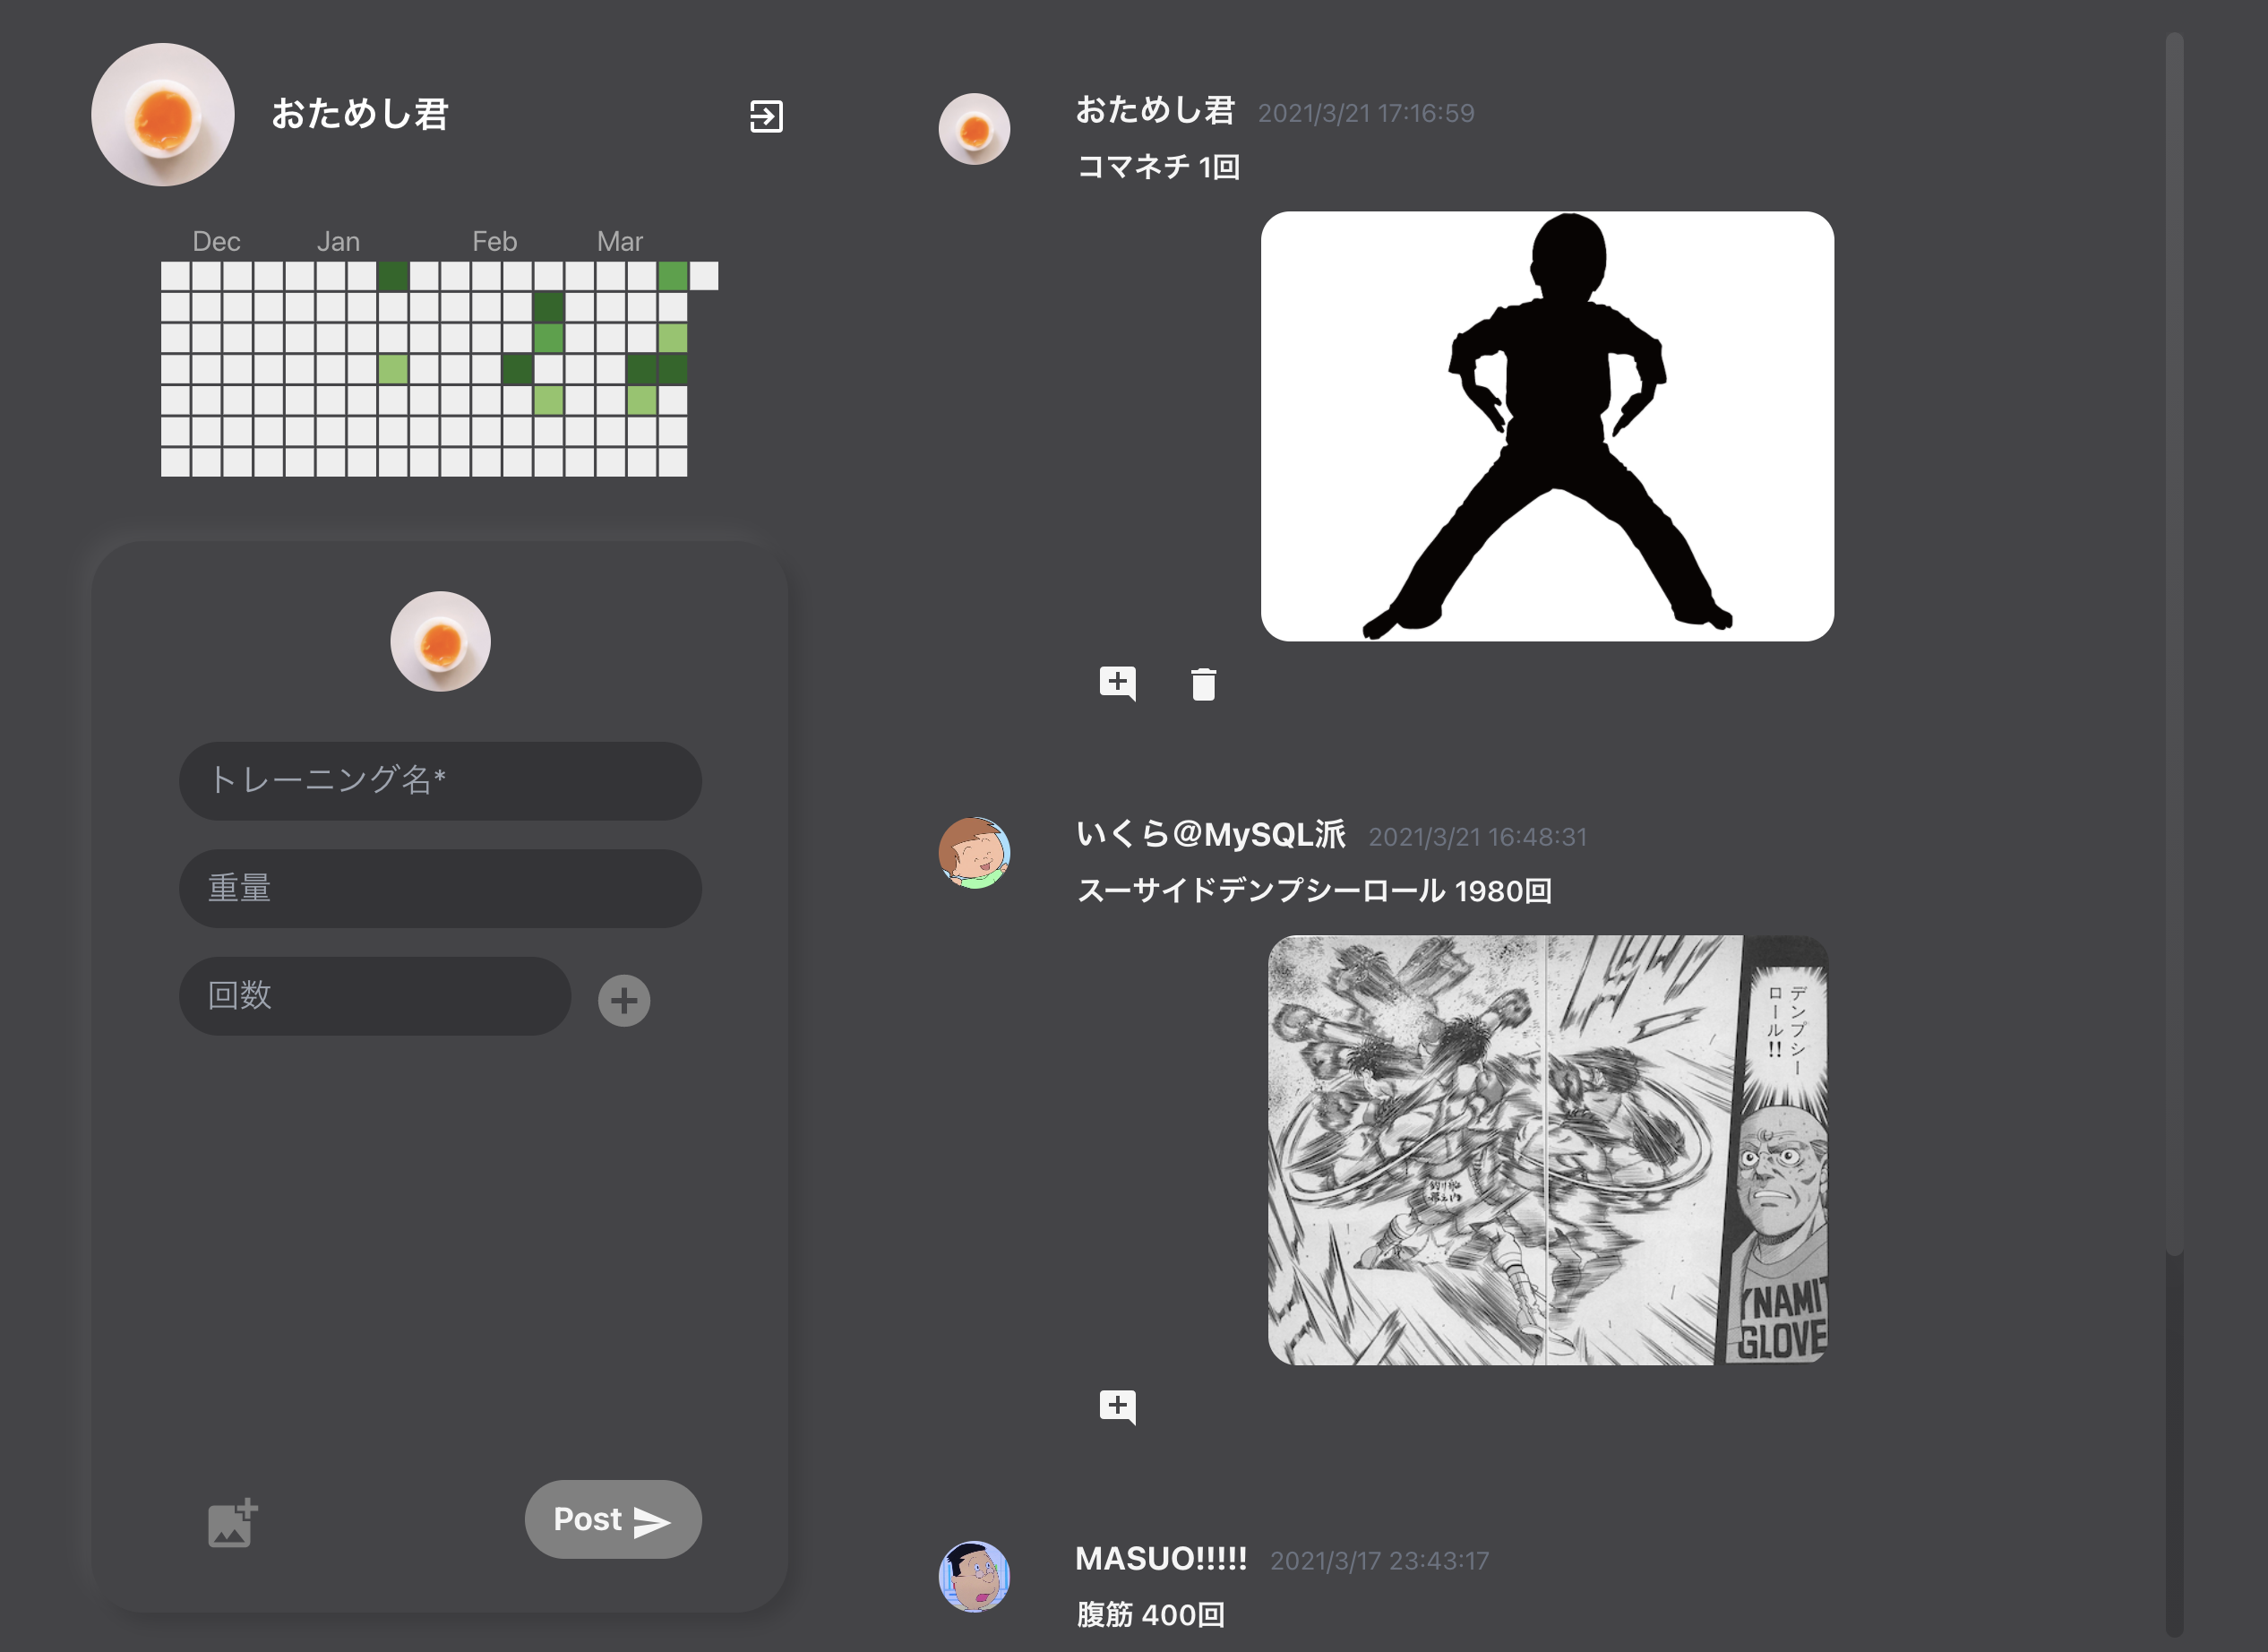 おためし君
Dec Jan Feb Mar
トレーニング名*
重量
回数
Post
おためし君 2021/3/21 17:16:59
コマネチ 1回
いくら@MySQL派 2021/3/21 16:48:31
スーサイドデンプシーロール 1980回
デンプシー
ロール!!
YNAMIT
GLOVE
MASUO!!!!! 2021/3/17 23:43:17
腹筋 400回